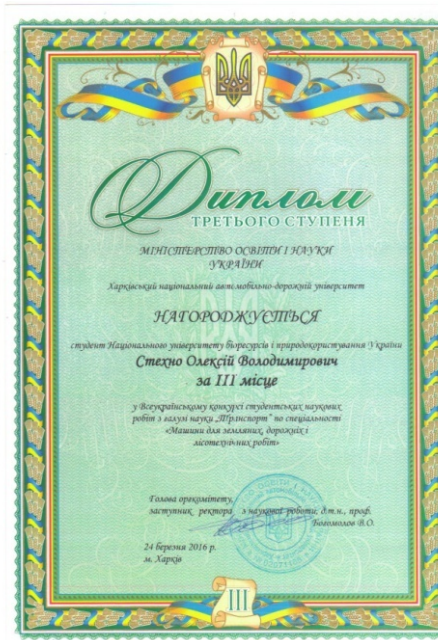 Диплом
ТРЕТЬОГО СТУПЕНЯ
МІНІСТЕРСТВО ОСВІТИ І НАУКИ
УКРАЇНИ
Харківський національний автомобільно-дорожній університет
НАГОРОДЖУЄТЬСЯ
студент Національного університету біоресурсів і природокористування України
Стехно Олексій Володимирович
за III місце
у Всеукраїнському конкурсі студентських наукових
робіт з галузі науки „Транспорт" по спеціальності
«Машини для земляних, дорожніх і
лісотехнічних робіт»
Голова оргкомітету,
заступник ректора з наукової роботи, д.т.н., проф.
Богомолов В.О.
24 березня 2016 р.
м. Харків
III